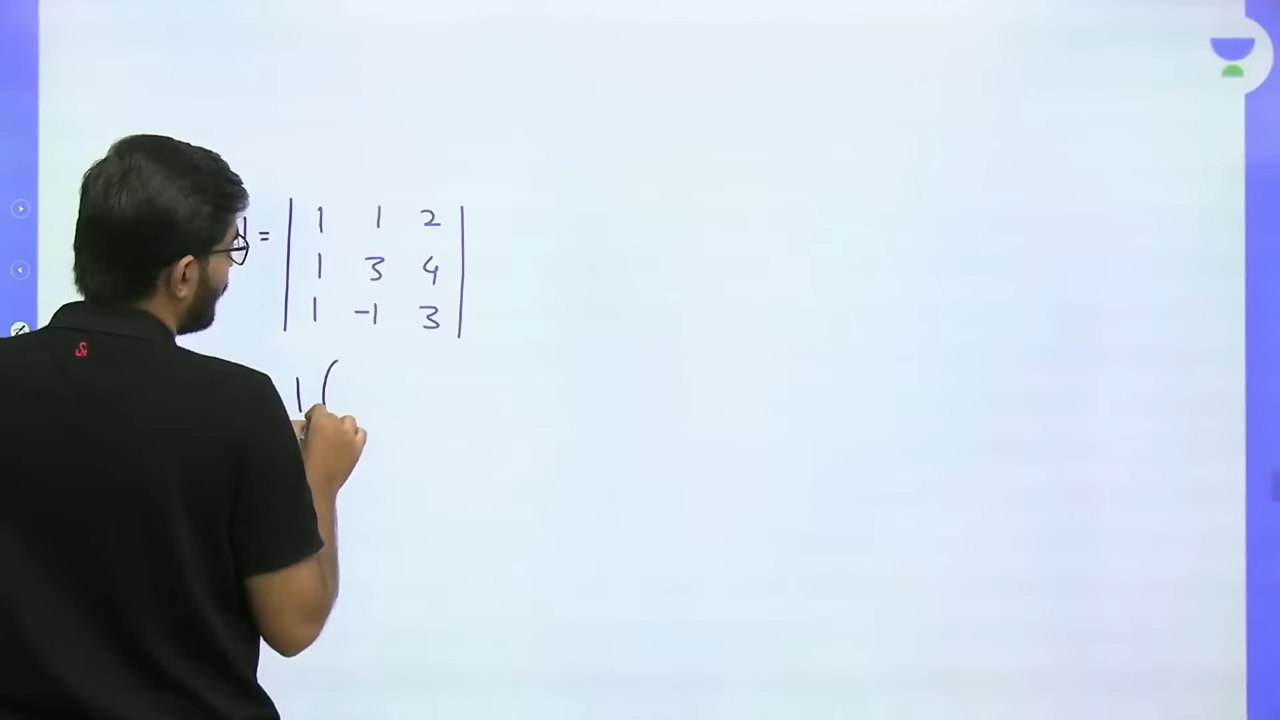 = | 1 1 2 |
| 1 3 4 |
| 1 -1 3 |
1 (